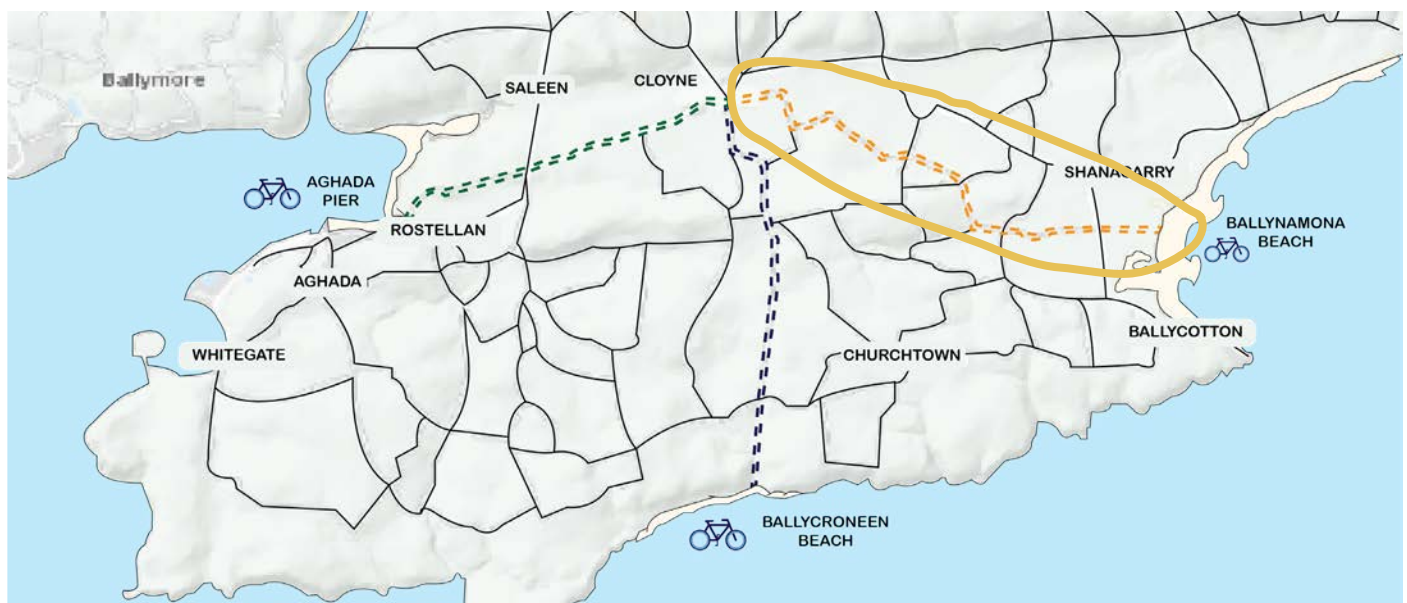 Ballymore
SALEEN
CLOYNE
AGHADA
PIER
ROSTELLAN
SHANAGARRY
BALLYNAMONA
BEACH
AGHADA
WHITEGATE
CHURCHTOWN
BALLYCOTTON
BALLYCRONEEN
BEACH